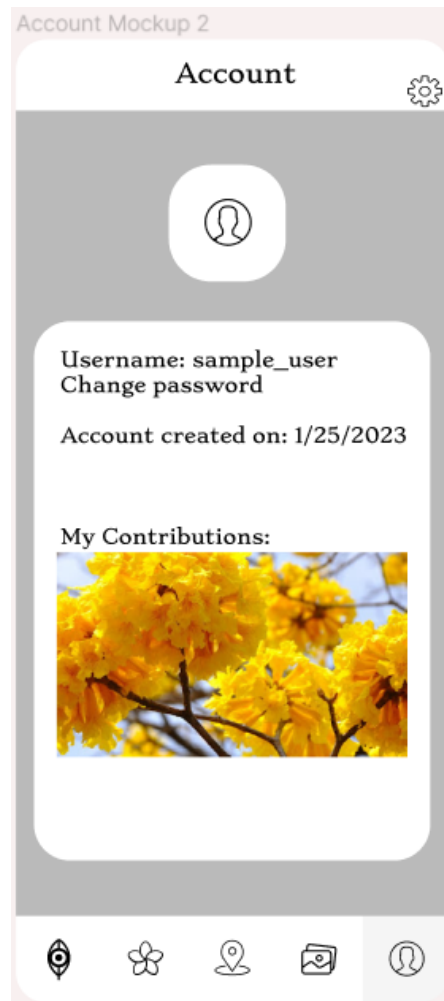 Account Mockup 2
Account
Username: sample_user
Change password
Account created on: 1/25/2023
My Contributions: